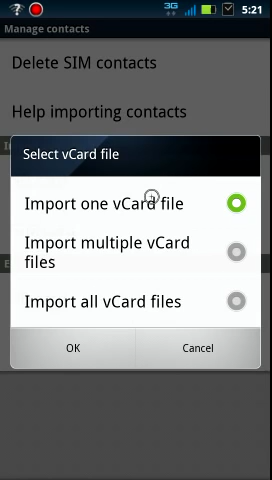 3G 5:21
Manage contacts
Delete SIM contacts
Help importing contacts
Select vCard file
Import one vCard file
Import multiple vCard
files
Import all vCard files
OK Cancel